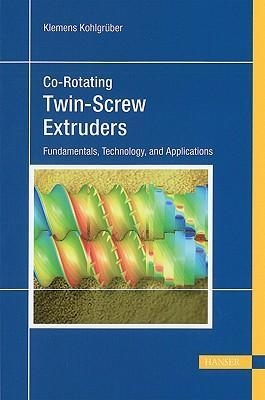 Klemens Kohlgrüber
Co-Rotating
Twin-Screw
Extruders
Fundamentals, Technology, and Applications
HANSER